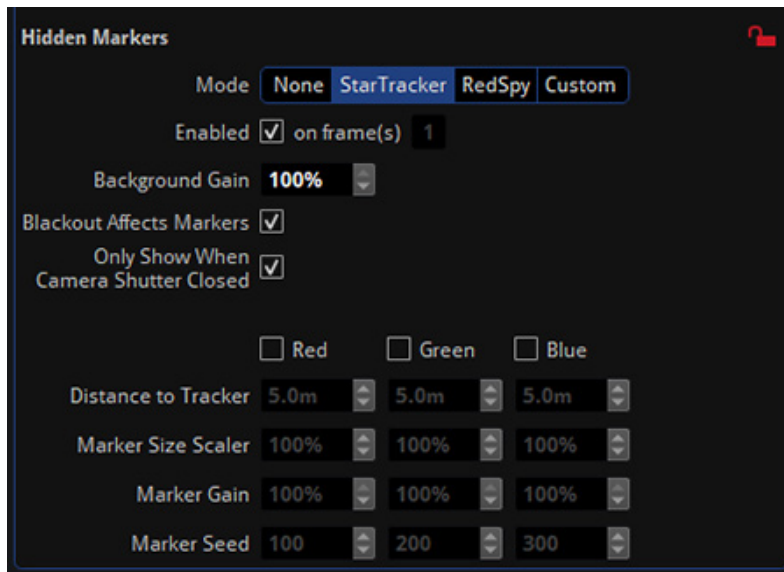 Hidden Markers
Mode None StarTracker RedSpy Custom
Enabled on frame(s) 1
Background Gain 100%
Blackout Affects Markers
Only Show When
Camera Shutter Closed
Red Green Blue
Distance to Tracker 5.0m 5.0m 5.0m
Marker Size Scaler 100% 100% 100%
Marker Gain 100% 100% 100%
Marker Seed 100 200 300